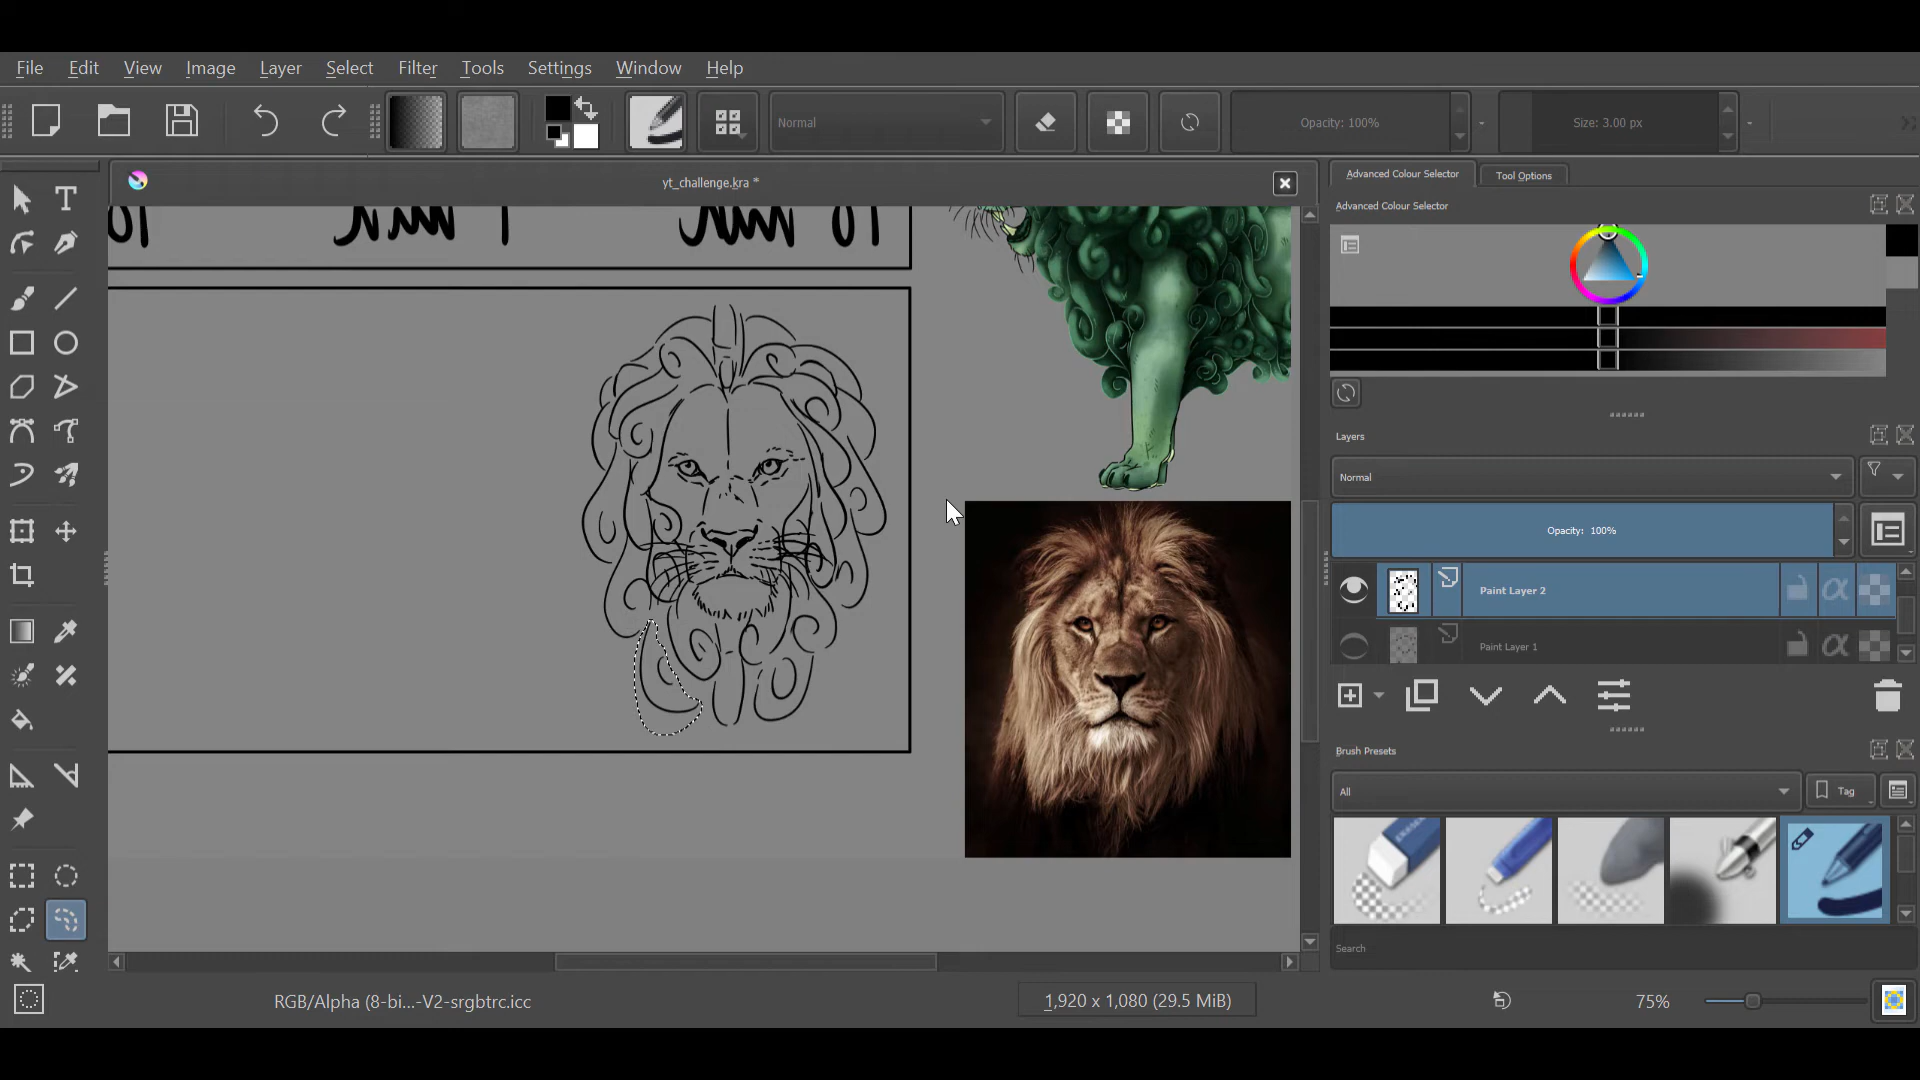 File Edit View Image Layer Select Filter Tools Settings Window Help
Normal
Opacity: 100%
Size: 3.00 px
yt_challenge.kra *
Advanced Colour Selector
Tool Options
Advanced Colour Selector
Layers
Normal
Opacity: 100%
Paint Layer 2
Paint Layer 1
Brush Presets
All
Tag
Search
RGB/Alpha (8-bi...-V2-srgbtrc.icc
1,920 x 1,080 (29.5 MiB)
75%